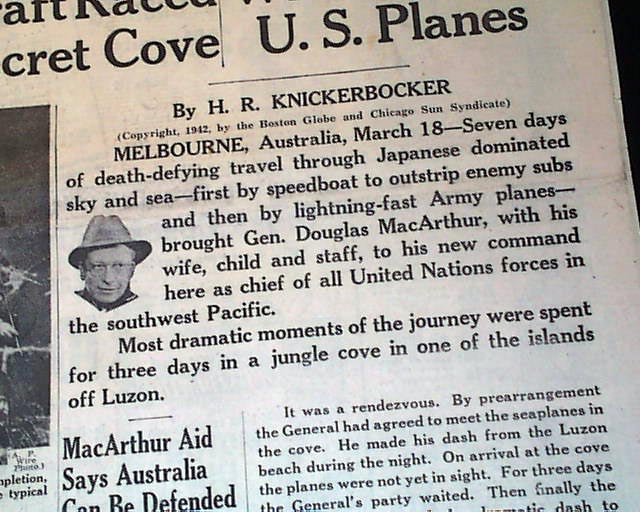 U. S. Planes
cret Cove
By H. R. KNICKERBOCKER
(Copyright, 1942, by the Boston Globe and Chicago Sun Syndicate)
MELBOURNE, Australia, March 18—Seven days
of death-defying travel through Japanese dominated
sky and sea—first by speedboat to outstrip enemy subs
and then by lightning-fast Army planes—
brought Gen. Douglas MacArthur, with his
wife, child and staff, to his new command
here as chief of all United Nations forces in
the southwest Pacific.
Most dramatic moments of the journey were spent
for three days in a jungle cove in one of the islands
off Luzon.
(A. P.
Wire
Photo.)
mpletion,
typical
MacArthur Aid
Says Australia
Can Be Defended
It was a rendezvous. By prearrangement
the General had agreed to meet the seaplanes in
the cove. He made his dash from the Luzon
beach during the night. On arrival at the cove
the planes were not yet in sight. For three days
the General's party waited. Then finally the
dash to